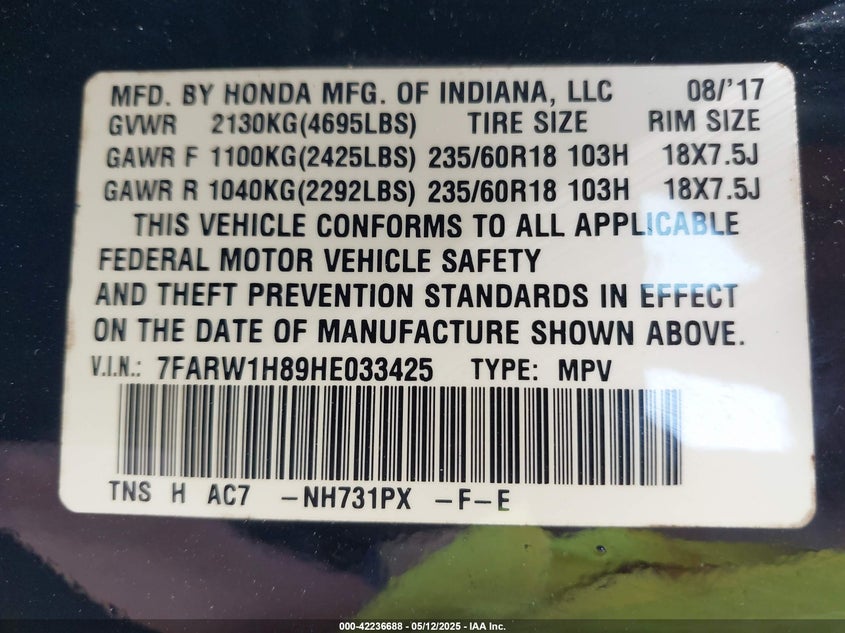 MFD. BY HONDA MFG. OF INDIANA, LLC 08/'17
GVWR 2130KG(4695LBS) TIRE SIZE RIM SIZE
GAWR F 1100KG(2425LBS) 235/60R18 103H 18X7.5J
GAWR R 1040KG(2292LBS) 235/60R18 103H 18X7.5J
THIS VEHICLE CONFORMS TO ALL APPLICABLE
FEDERAL MOTOR VEHICLE SAFETY
AND THEFT PREVENTION STANDARDS IN EFFECT
ON THE DATE OF MANUFACTURE SHOWN ABOVE.
V.I.N.: 7FARW1H89HE033425 TYPE: MPV
TNS H AC7 -NH731PX -F-E
000-42236688 - 05/12/2025 - IAA Inc.